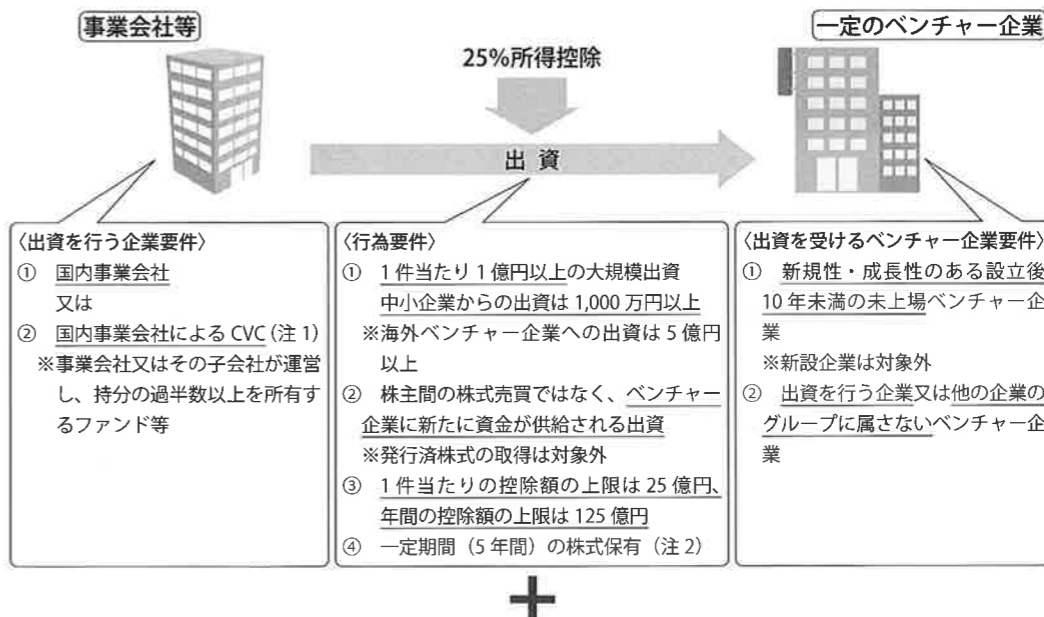 事業会社等
一定のベンチャー企業
25%所得控除
出 資
〈出資を行う企業要件〉
① 国内事業会社
又は
② 国内事業会社による CVC (注 1)
※事業会社又はその子会社が運営
し、持分の過半数以上を所有す
るファンド等
〈行為要件〉
① 1 件当たり 1 億円以上の大規模出資
中小企業からの出資は 1,000 万円以上
※海外ベンチャー企業への出資は 5 億円
以上
② 株主間の株式売買ではなく、ベンチャー
企業に新たに資金が供給される出資
※発行済株式の取得は対象外
③ 1 件当たりの控除額の上限は 25 億円、
年間の控除額の上限は 125 億円
④ 一定期間（5 年間）の株式保有（注 2）
〈出資を受けるベンチャー企業要件〉
① 新規性・成長性のある設立後
10 年未満の未上場ベンチャー企
業
※新設企業は対象外
② 出資を行う企業又は他の企業の
グループに属さないベンチャー企
業
+